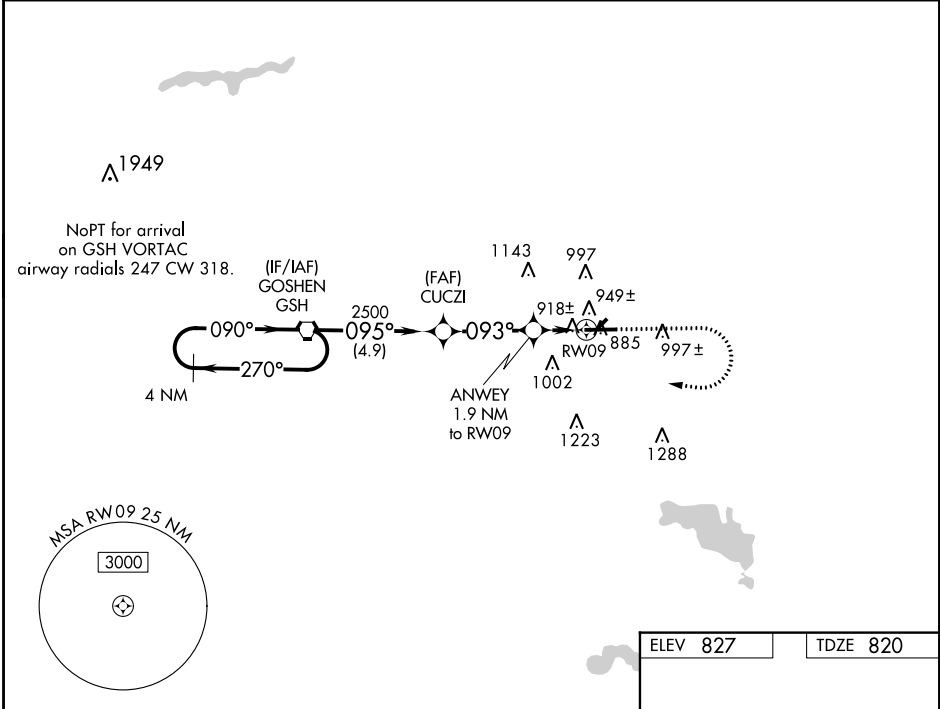 1949
NoPT for arrival
on GSH VORTAC
airway radials 247 CW 318.
(IF/IAF)
GOSHEN
GSH
2500
095°
(4.9)
(FAF)
CUCZI
093°
1143
997
918±
949±
RW09
885
997±
090°
270°
4 NM
ANWEY
1.9 NM
to RW09
1002
1223
1288
MSA RW09 25 NM
3000
ELEV 827
TDZE 820